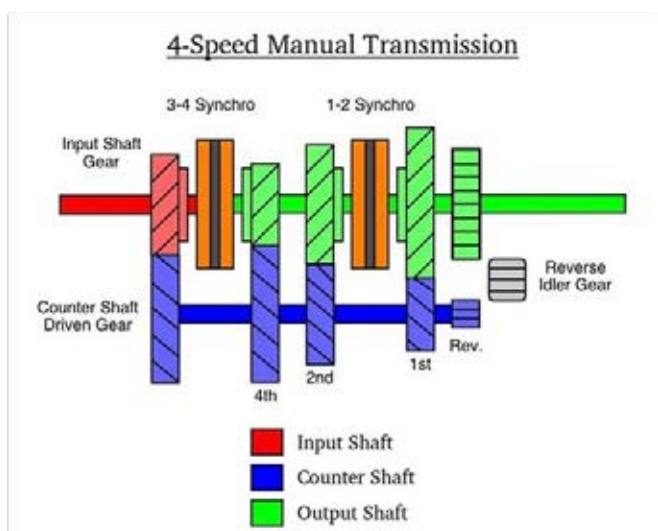 4-Speed Manual Transmission
3-4 Synchro
1-2 Synchro
Input Shaft
Gear
Counter Shaft
Driven Gear
Reverse
Idler Gear
Rev.
1st
2nd
4th
Input Shaft
Counter Shaft
Output Shaft